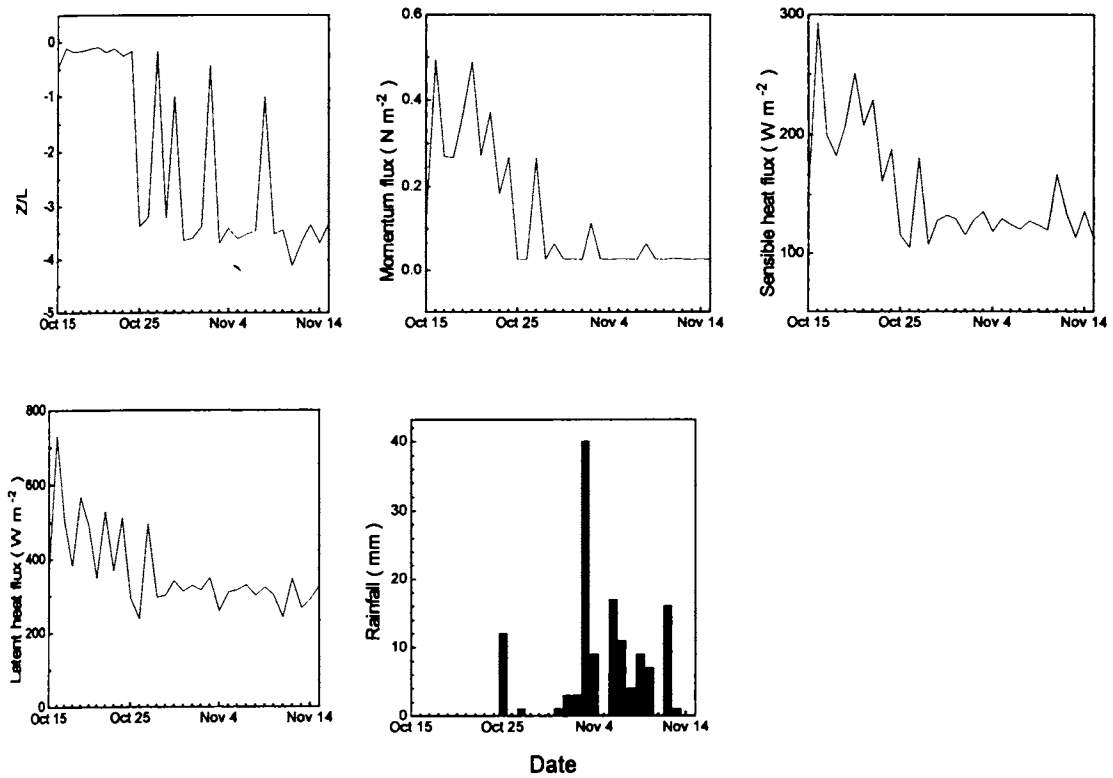 0
-1
-2
-3
-4
-5
Z/L
Oct 15 Oct 25 Nov 4 Nov 14
0.6
0.4
0.2
0.0
Momentum flux ( N m⁻² )
Oct 15 Oct 25 Nov 4 Nov 14
300
200
100
Sensible heat flux ( W m⁻² )
Oct 15 Oct 25 Nov 4 Nov 14
800
600
400
200
0
Latent heat flux ( W m⁻² )
Oct 15 Oct 25 Nov 4 Nov 14
40
30
20
10
0
Rainfall ( mm )
Oct 15 Oct 25 Nov 4 Nov 14
Date